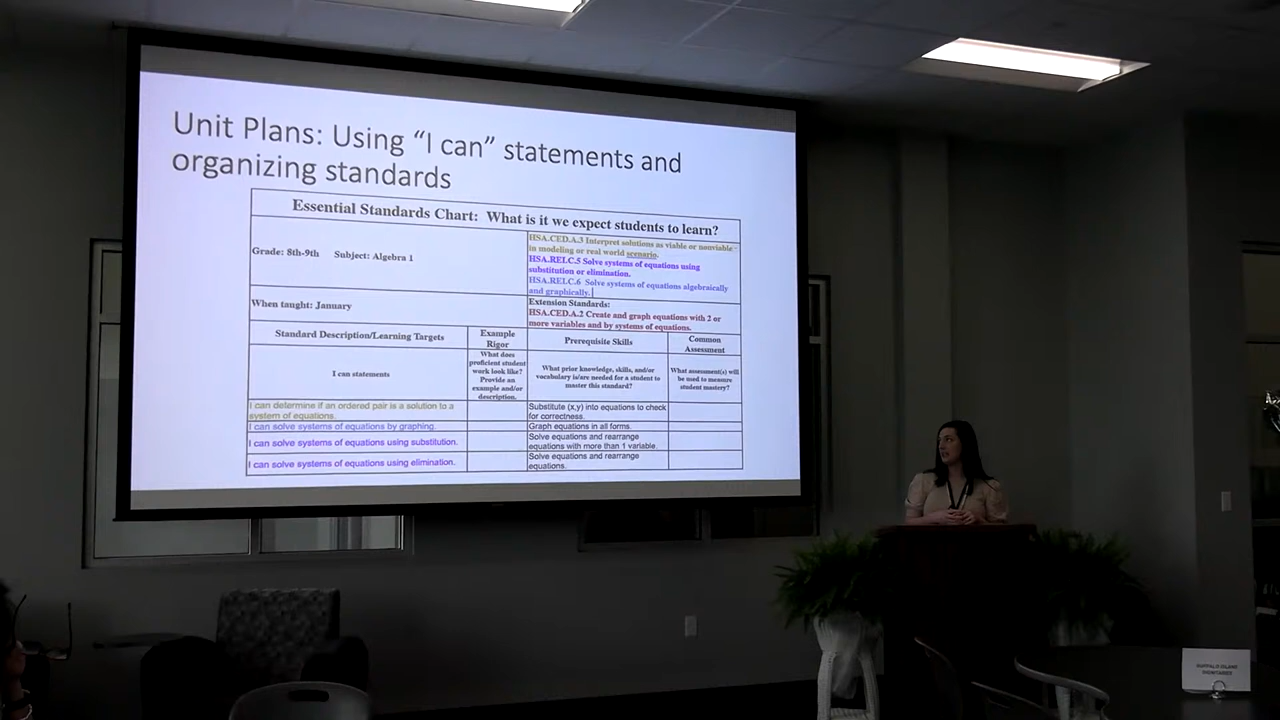 Unit Plans: Using “I can” statements and
organizing standards
Essential Standards Chart: What is it we expect students to learn?
Grade: 8th-9th Subject: Algebra 1
HSA.CED.A.3 Interpret solutions as viable or nonviable
in modeling or real world scenario.
HSA.REI.C.5 Solve systems of equations using
substitution or elimination.
HSA.REI.C.6 Solve systems of equations algebraically
and graphically.
When taught: January
Extension Standards:
HSA.CED.A.2 Create and graph equations with 2 or
more variables and by systems of equations.
Standard Description/Learning Targets
Example
Rigor
Prerequisite Skills
Common
Assessment
I can statements
What does
proficient student
work look like?
Provide an
example and/or
description.
What prior knowledge, skills, and/or
vocabulary is/are needed for a student to
master this standard?
What assessment(s) will
be used to measure
student mastery?
I can determine if an ordered pair is a solution to a
system of equations.
Substitute (x,y) into equations to check
for correctness.
I can solve systems of equations by graphing.
Graph equations in all forms.
I can solve systems of equations using substitution.
Solve equations and rearrange
equations with more than 1 variable.
I can solve systems of equations using elimination.
Solve equations and rearrange
equations.
BUFFALO ISLAND